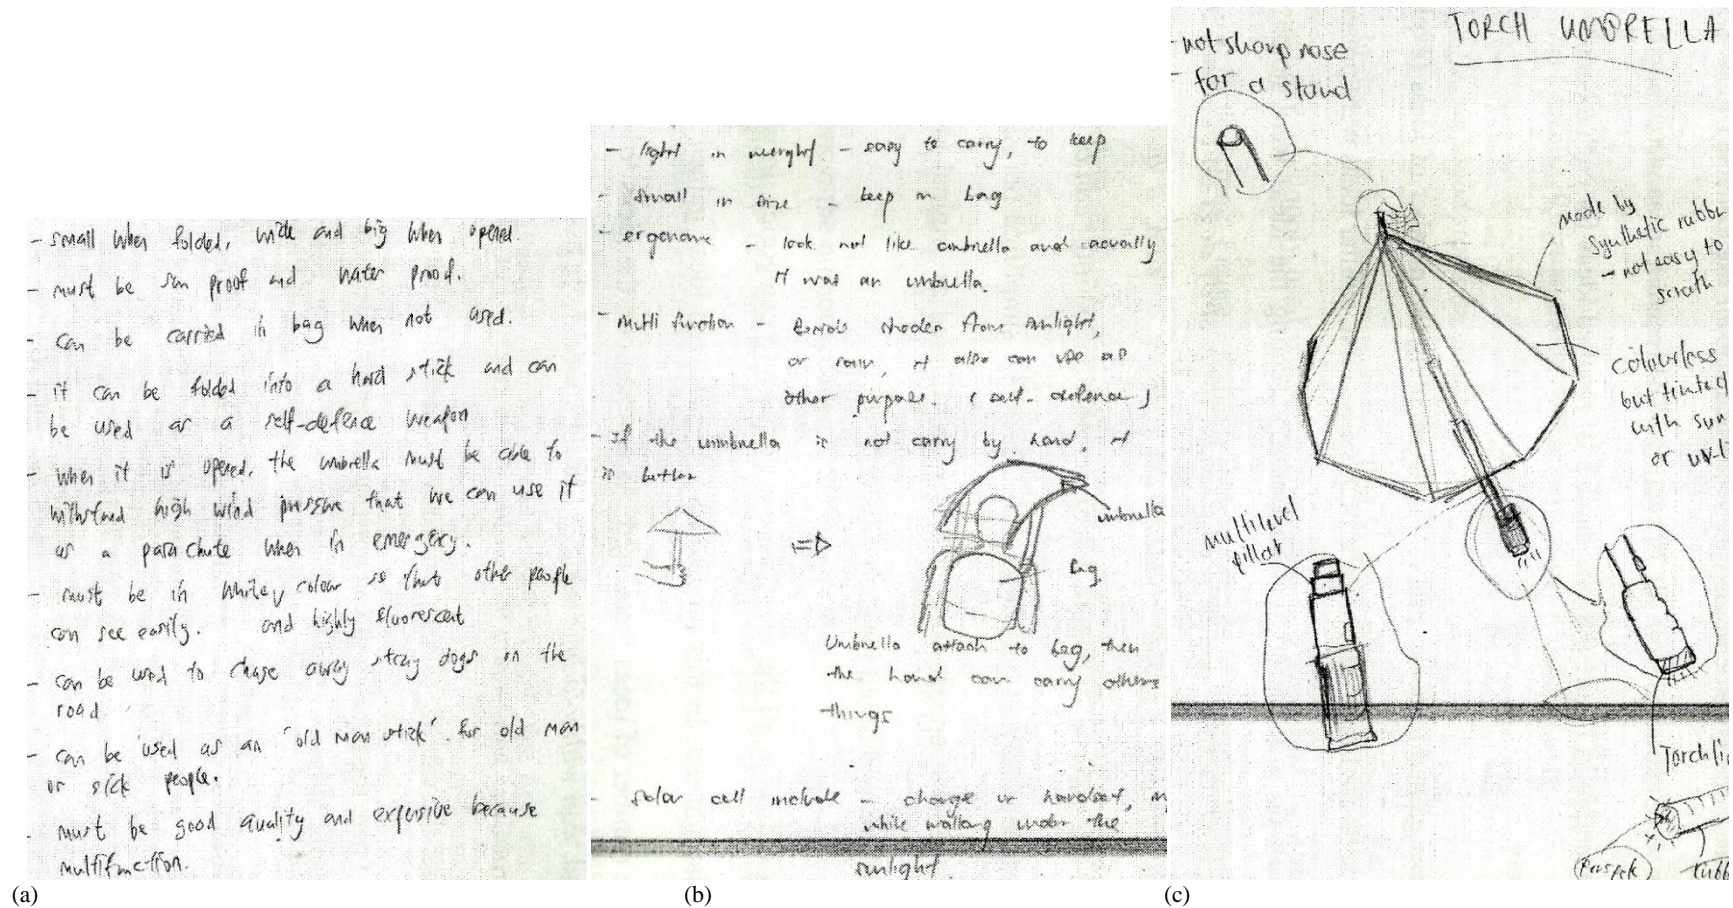 - small when folded, wide and big when opened.
- must be sun proof and water proof.
- can be carried in bag when not used.
- it can be folded into a hard stick and can
be used as a self-defence weapon
- when it is opened, the umbrella must be able to
withstand high wind pressure that we can use it
as a parachute when in emergency.
- must be in whitey colour so that other people
can see easily. and highly fluorescent
- can be used to chase away stray dogs on the
road
- can be used as an "old man stick" for old man
or sick people.
- must be good quality and expensive because
multifunction.
(a)
- light in weight - easy to carry, to keep
- small in size - keep in bag
- ergonomic - look not like umbrella and acually
it was an umbrella.
- multi function - shades from sunlight,
or rain, it also can use as
other purpose. (self-defence)
- If the umbrella is not carry by hand, it
is better
umbrella
bag
Umbrella attach to bag, then
the hand can carry others
things
- solar cell include - charge ur handset,
while walking under the
sunlight
(b)
TORCH UMBRELLA
- not sharp nose
- for a stand
made by
synthetic rubb
- not easy to
scrath
colourless
but tinted
with sun
or uv-li
multilevel
pillar
Torchli
perspek
rubb
(c)